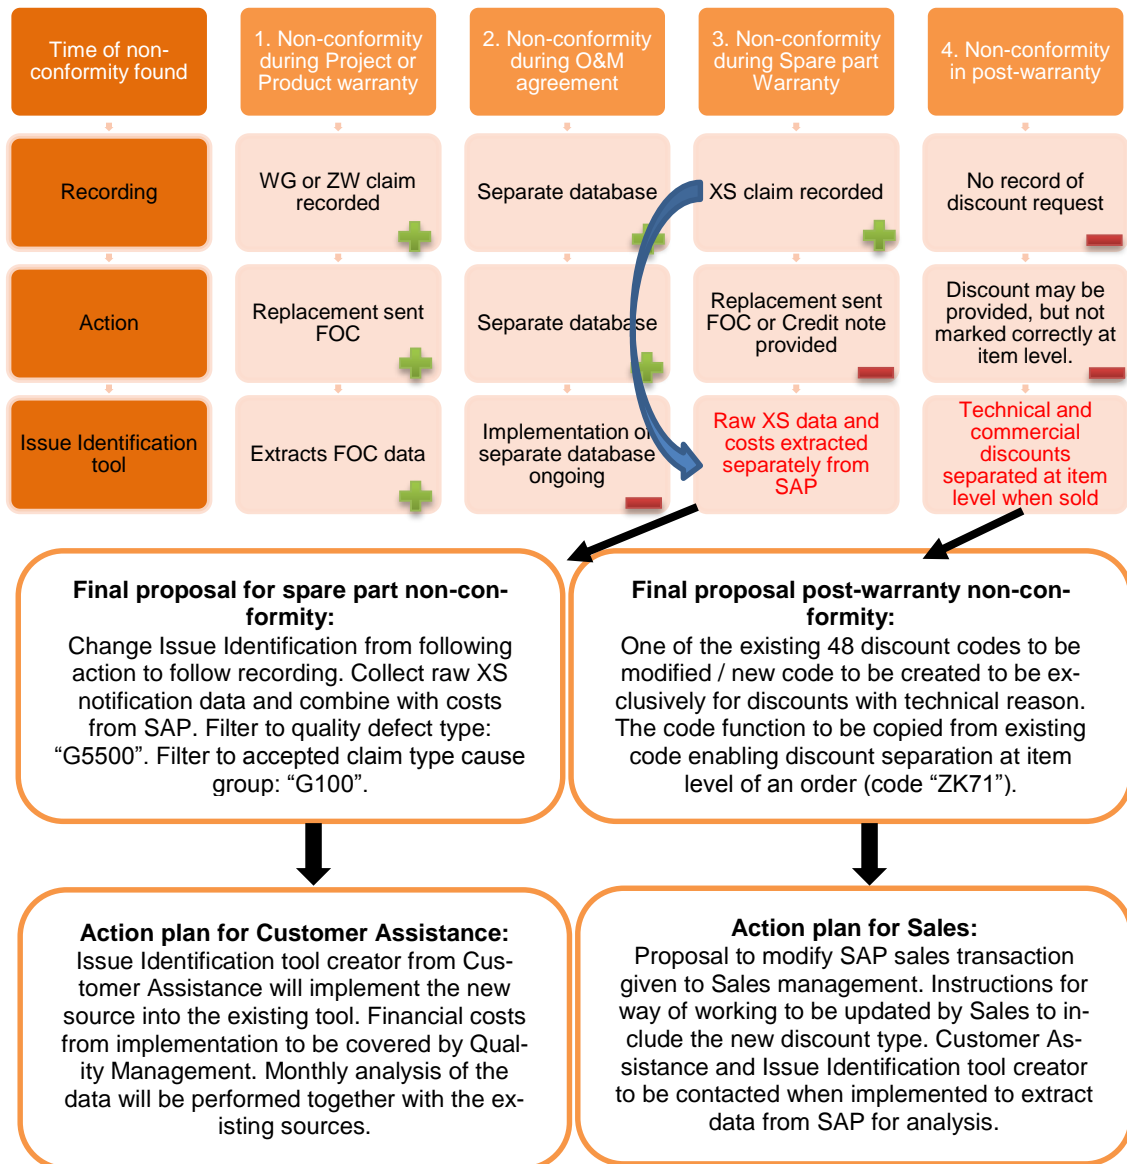 Time of non-
conformity found
1. Non-conformity
during Project or
Product warranty
2. Non-conformity
during O&M
agreement
3. Non-conformity
during Spare part
Warranty
4. Non-conformity
in post-warranty
Recording
WG or ZW claim
recorded
Separate database
XS claim recorded
No record of
discount request
Action
Replacement sent
FOC
Separate database
Replacement sent
FOC or Credit note
provided
Discount may be
provided, but not
marked correctly at
item level.
Issue Identification
tool
Extracts FOC data
Implementation of
separate database
ongoing
Raw XS data and
costs extracted
separately from
SAP
Technical and
commercial
discounts
separated at item
level when sold
Final proposal for spare part non-con-
formity:
Change Issue Identification from following
action to follow recording. Collect raw XS
notification data and combine with costs
from SAP. Filter to quality defect type:
“G5500”. Filter to accepted claim type cause
group: “G100”.
Final proposal post-warranty non-con-
formity:
One of the existing 48 discount codes to be
modified / new code to be created to be ex-
clusively for discounts with technical reason.
The code function to be copied from existing
code enabling discount separation at item
level of an order (code “ZK71”).
Action plan for Customer Assistance:
Issue Identification tool creator from Cus-
tomer Assistance will implement the new
source into the existing tool. Financial costs
from implementation to be covered by Qual-
ity Management. Monthly analysis of the
data will be performed together with the ex-
isting sources.
Action plan for Sales:
Proposal to modify SAP sales transaction
given to Sales management. Instructions for
way of working to be updated by Sales to in-
clude the new discount type. Customer As-
sistance and Issue Identification tool creator
to be contacted when implemented to extract
data from SAP for analysis.